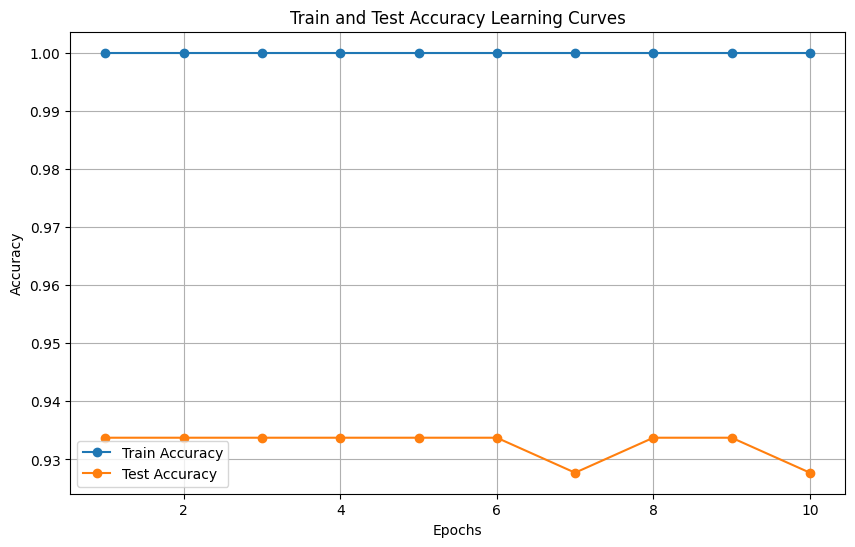 Train and Test Accuracy Learning Curves
1.00
0.99
0.98
0.97
0.96
0.95
0.94
0.93
Accuracy
Train Accuracy
Test Accuracy
2 4 6 8 10
Epochs